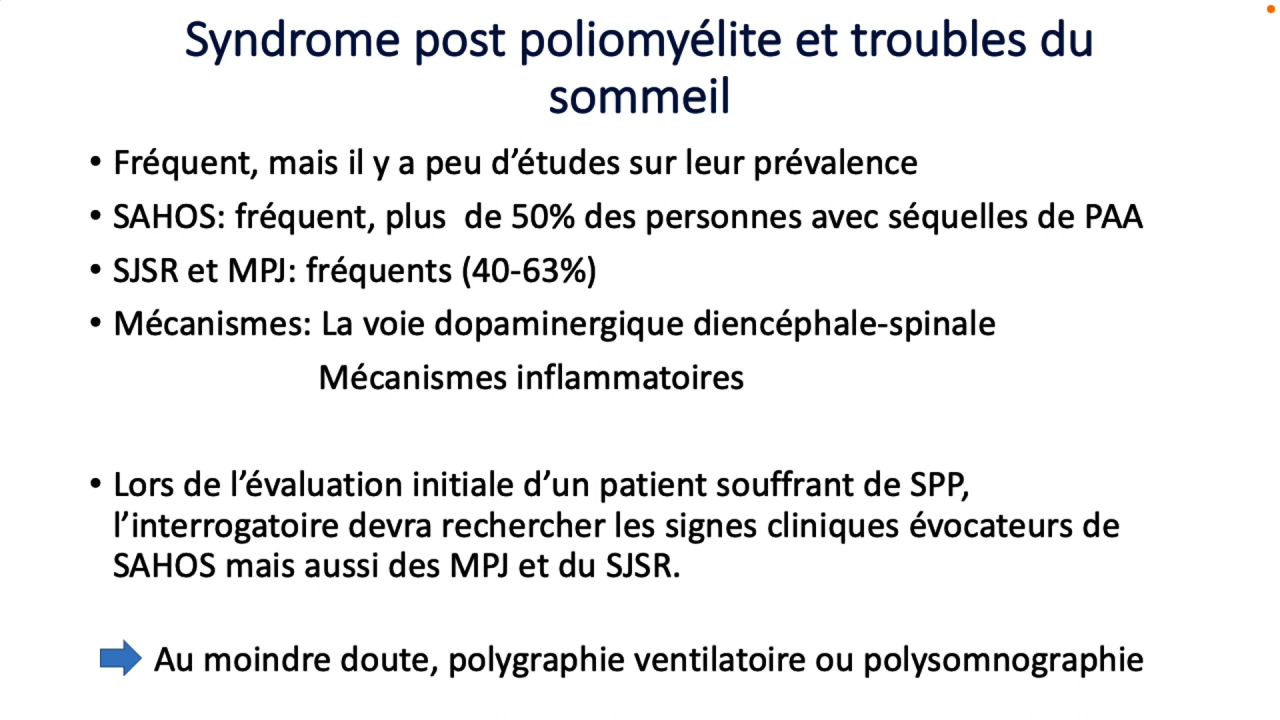 Syndrome post poliomyélite et troubles du
sommeil
• Fréquent, mais il y a peu d’études sur leur prévalence
• SAHOS: fréquent, plus  de 50% des personnes avec séquelles de PAA
• SJSR et MPJ: fréquents (40-63%)
• Mécanismes: La voie dopaminergique diencéphale-spinale
Mécanismes inflammatoires
• Lors de l’évaluation initiale d’un patient souffrant de SPP,
l’interrogatoire devra rechercher les signes cliniques évocateurs de
SAHOS mais aussi des MPJ et du SJSR.
Au moindre doute, polygraphie ventilatoire ou polysomnographie